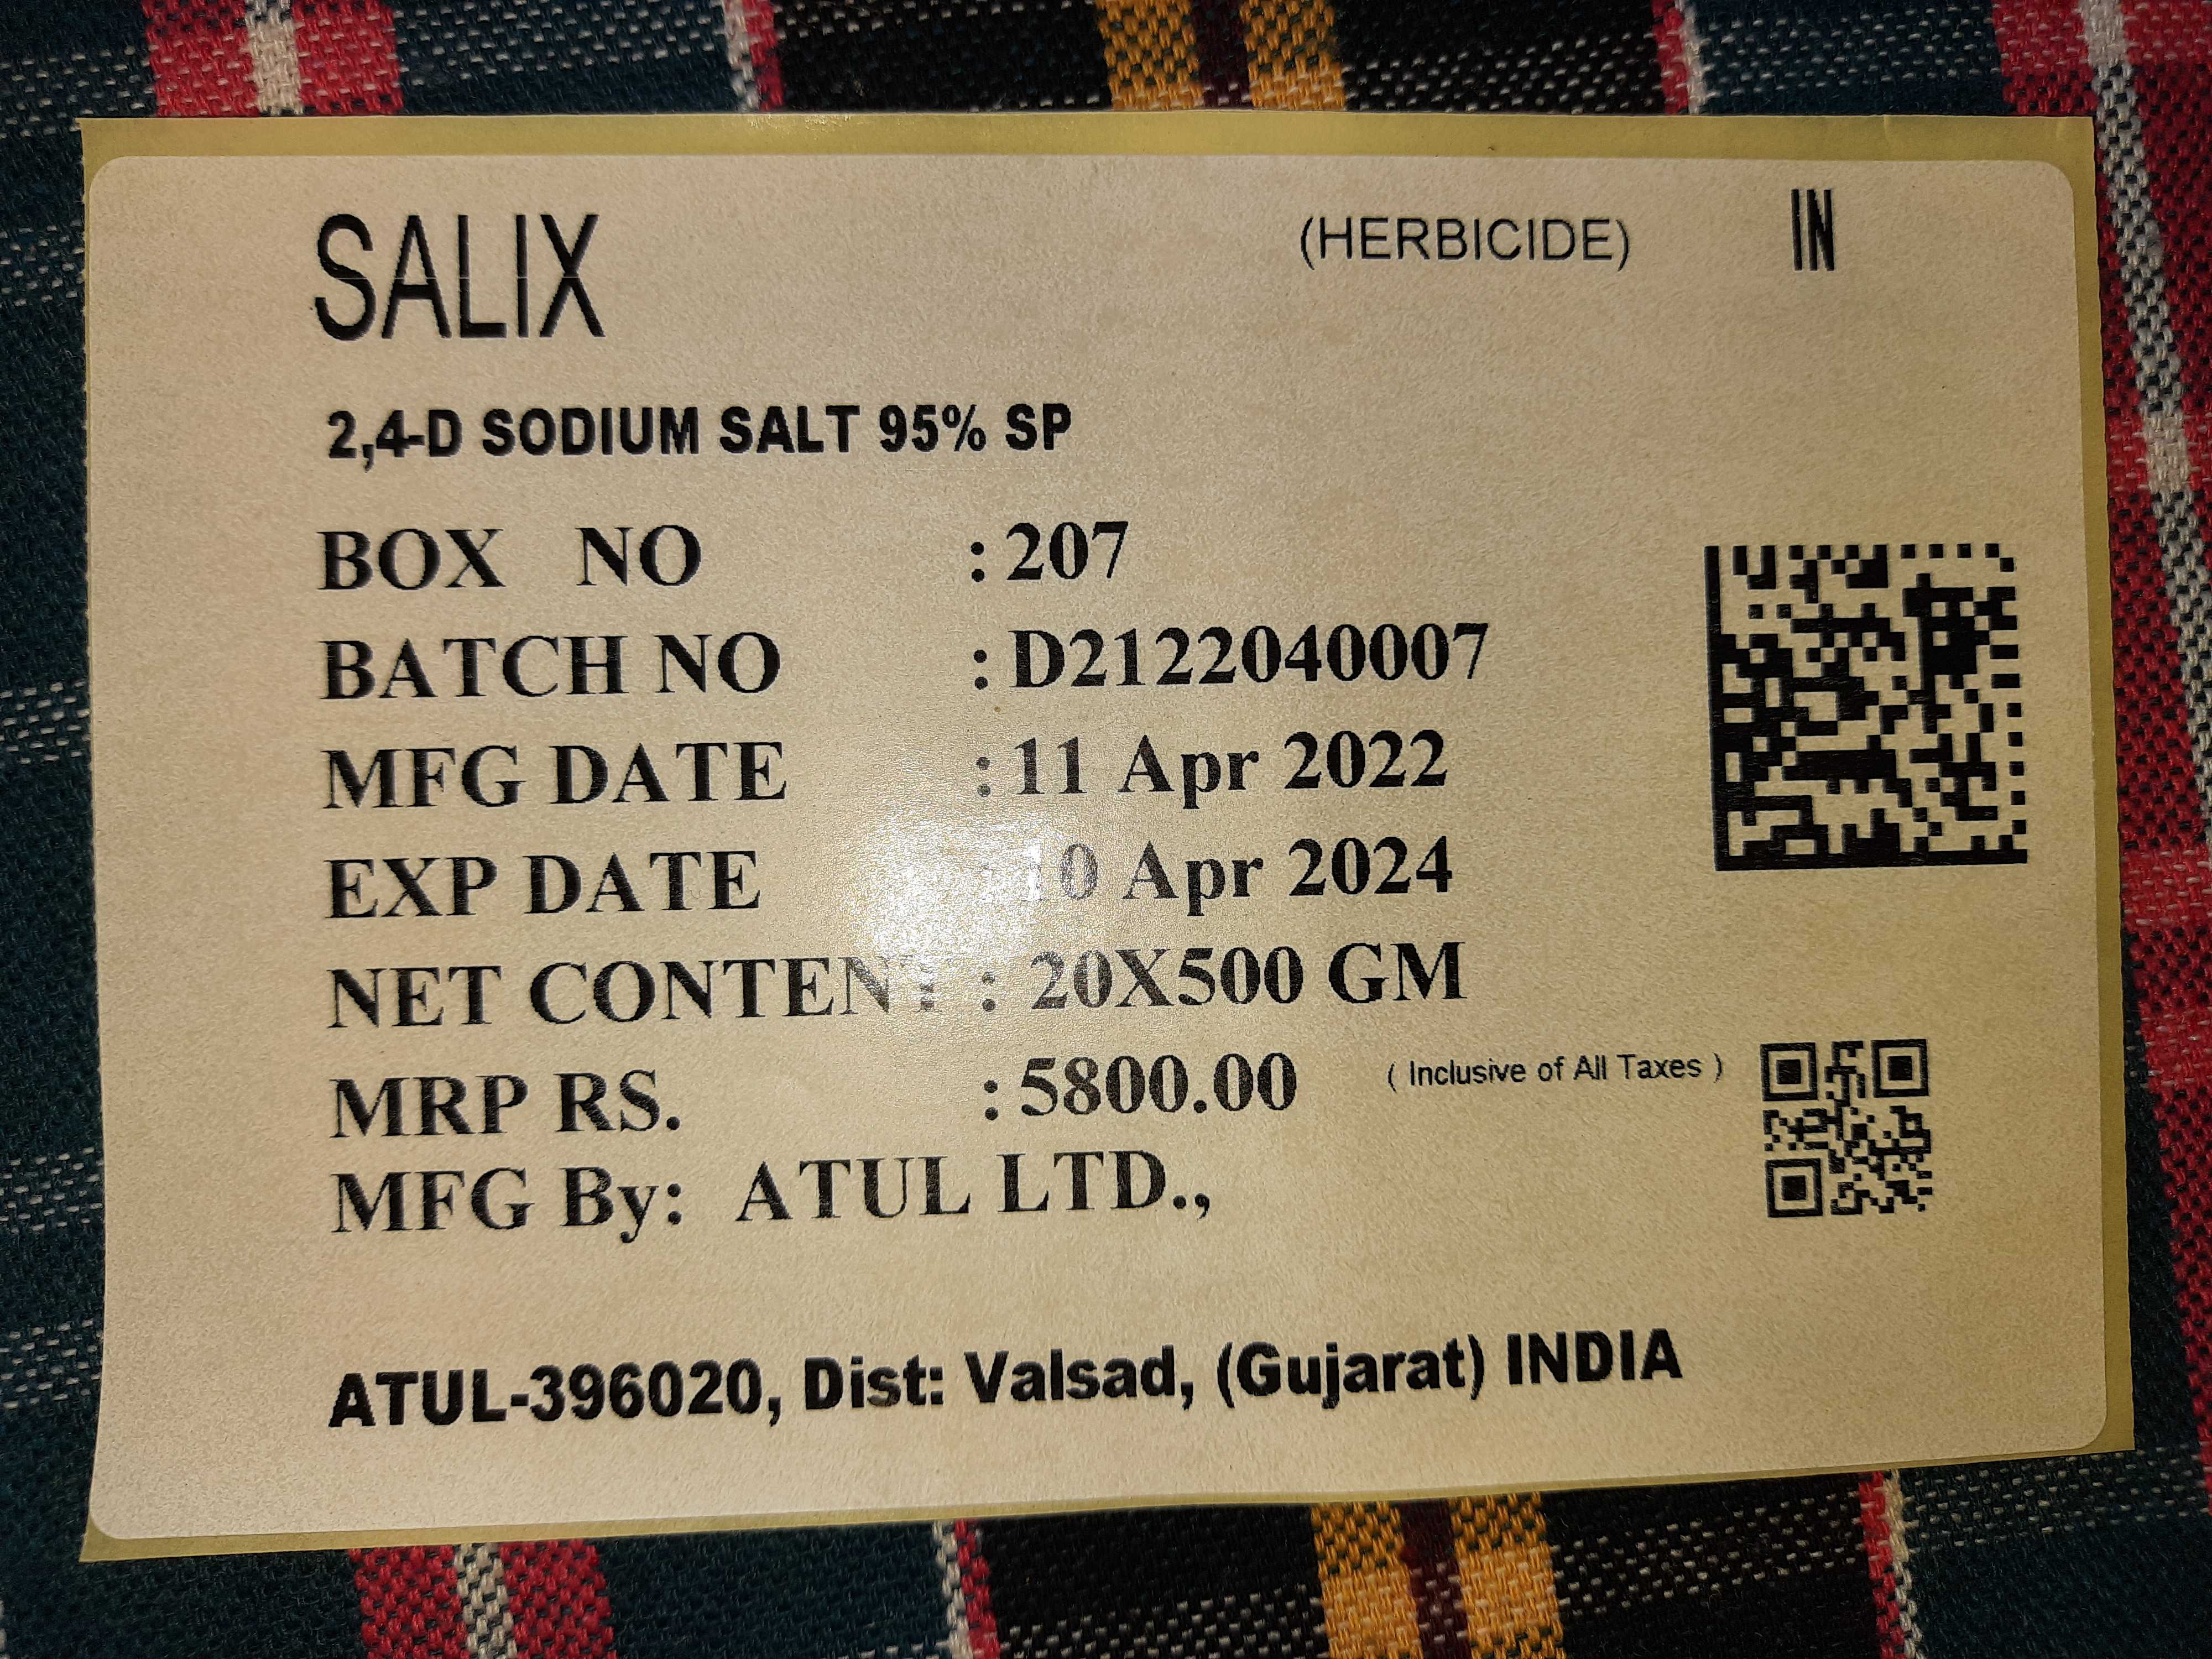 SALIX (HERBICIDE) IN
2,4-D SODIUM SALT 95% SP
BOX NO : 207
BATCH NO : D2122040007
MFG DATE : 11 Apr 2022
EXP DATE : 10 Apr 2024
NET CONTENT : 20X500 GM
MRP RS. : 5800.00 ( Inclusive of All Taxes )
MFG By: ATUL LTD.,
ATUL-396020, Dist: Valsad, (Gujarat) INDIA